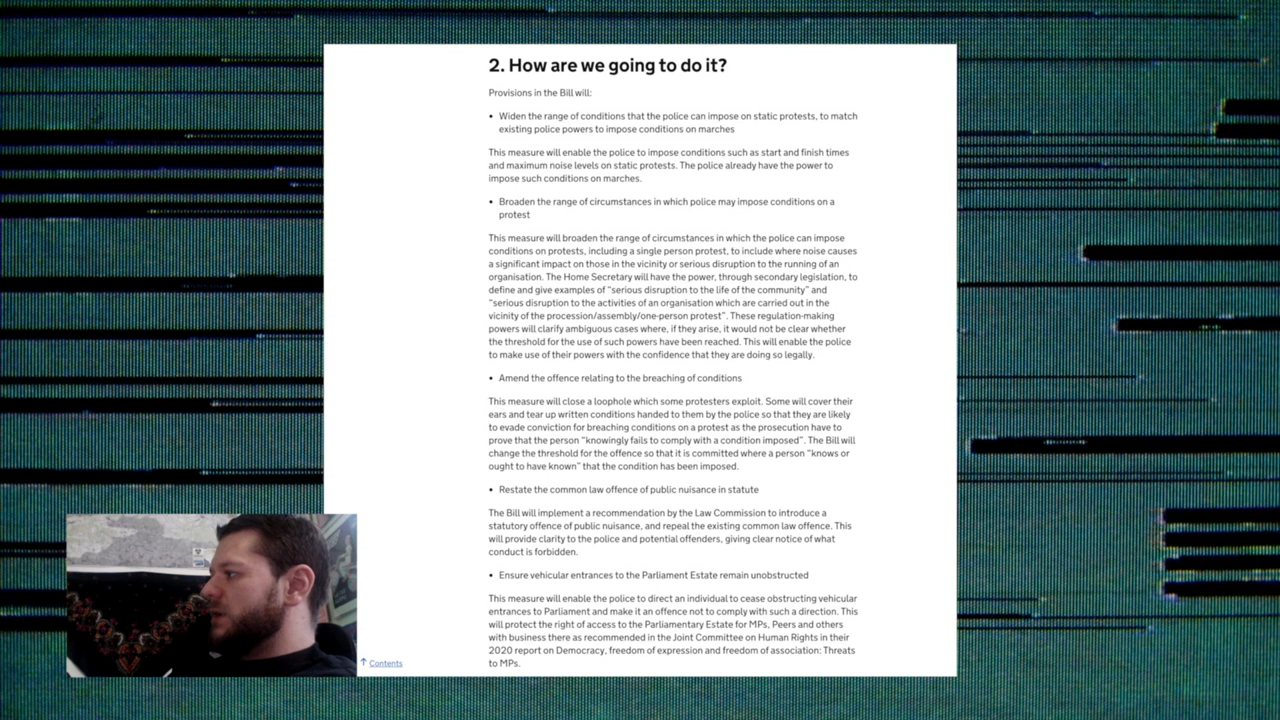 2. How are we going to do it?
Provisions in the Bill will:
• Widen the range of conditions that the police can impose on static protests, to match
existing police powers to impose conditions on marches
This measure will enable the police to impose conditions such as start and finish times
and maximum noise levels on static protests. The police already have the power to
impose such conditions on marches.
• Broaden the range of circumstances in which police may impose conditions on a
protest
This measure will broaden the range of circumstances in which the police can impose
conditions on protests, including a single person protest, to include where noise causes
a significant impact on those in the vicinity or serious disruption to the running of an
organisation. The Home Secretary will have the power, through secondary legislation, to
define and give examples of “serious disruption to the life of the community” and
“serious disruption to the activities of an organisation which are carried out in the
vicinity of the procession/assembly/one-person protest”. These regulation-making
powers will clarify ambiguous cases where, if they arise, it would not be clear whether
the threshold for the use of such powers have been reached. This will enable the police
to make use of their powers with the confidence that they are doing so legally.
• Amend the offence relating to the breaching of conditions
This measure will close a loophole which some protesters exploit. Some will cover their
ears and tear up written conditions handed to them by the police so that they are likely
to evade conviction for breaching conditions on a protest as the prosecution have to
prove that the person “knowingly fails to comply with a condition imposed”. The Bill will
change the threshold for the offence so that it is committed where a person “knows or
ought to have known” that the condition has been imposed.
• Restate the common law offence of public nuisance in statute
The Bill will implement a recommendation by the Law Commission to introduce a
statutory offence of public nuisance, and repeal the existing common law offence. This
will provide clarity to the police and potential offenders, giving clear notice of what
conduct is forbidden.
• Ensure vehicular entrances to the Parliament Estate remain unobstructed
This measure will enable the police to direct an individual to cease obstructing vehicular
entrances to Parliament and make it an offence not to comply with such a direction. This
will protect the right of access to the Parliamentary Estate for MPs, Peers and others
with business there as recommended in the Joint Committee on Human Rights in their
2020 report on Democracy, freedom of expression and freedom of association: Threats
to MPs.
↑ Contents